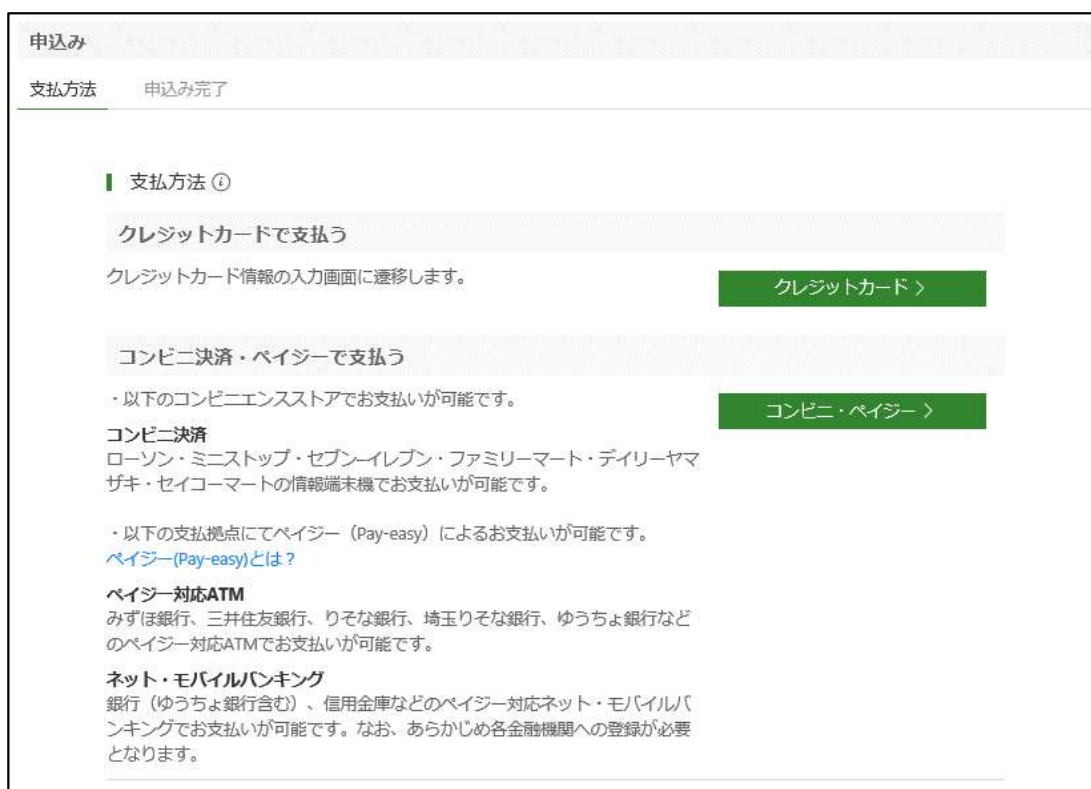 申込み
支払方法 申込み完了
支払方法
クレジットカードで支払う
クレジットカード情報の入力画面に遷移します。
クレジットカード >
コンビニ決済・ペイジーで支払う
・以下のコンビニエンスストアでお支払いが可能です。
コンビニ・ペイジー >
コンビニ決済
ローソン・ミニストップ・セブン-イレブン・ファミリーマート・デイリーヤマ
ザキ・セイコーマートの情報端末機でお支払いが可能です。
・以下の支払拠点にてペイジー（Pay-easy）によるお支払いが可能です。
ペイジー(Pay-easy)とは？
ペイジー対応ATM
みずほ銀行、三井住友銀行、りそな銀行、埼玉りそな銀行、ゆうちょ銀行など
のペイジー対応ATMでお支払いが可能です。
ネット・モバイルバンキング
銀行（ゆうちょ銀行含む）、信用金庫などのペイジー対応ネット・モバイルバ
ンキングでお支払いが可能です。なお、あらかじめ各金融機関への登録が必要
となります。